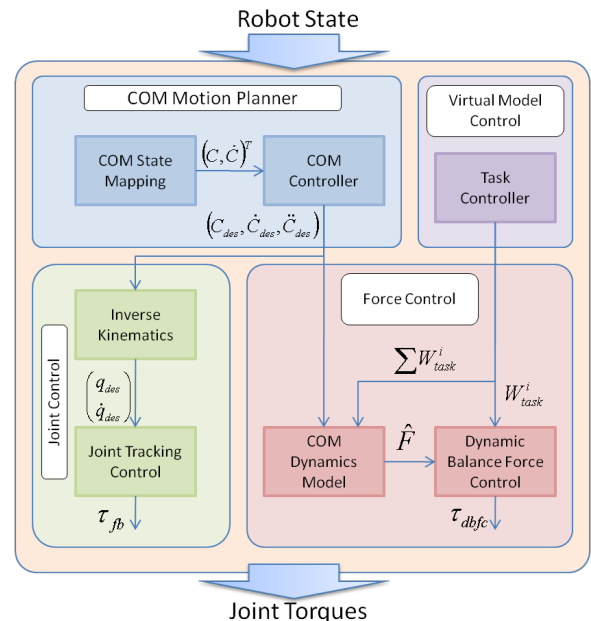 Robot State
COM Motion Planner
Virtual Model
Control
COM State
Mapping
(C, Ċ)^T
COM
Controller
Task
Controller
(C_des, Ċ_des, C̈_des)
Inverse
Kinematics
Force Control
Joint Control
(q_des
q̇_des)
∑W^i_task
W^i_task
Joint Tracking
Control
COM
Dynamics
Model
F̂
Dynamic
Balance Force
Control
τ_fb
τ_dbfc
Joint Torques